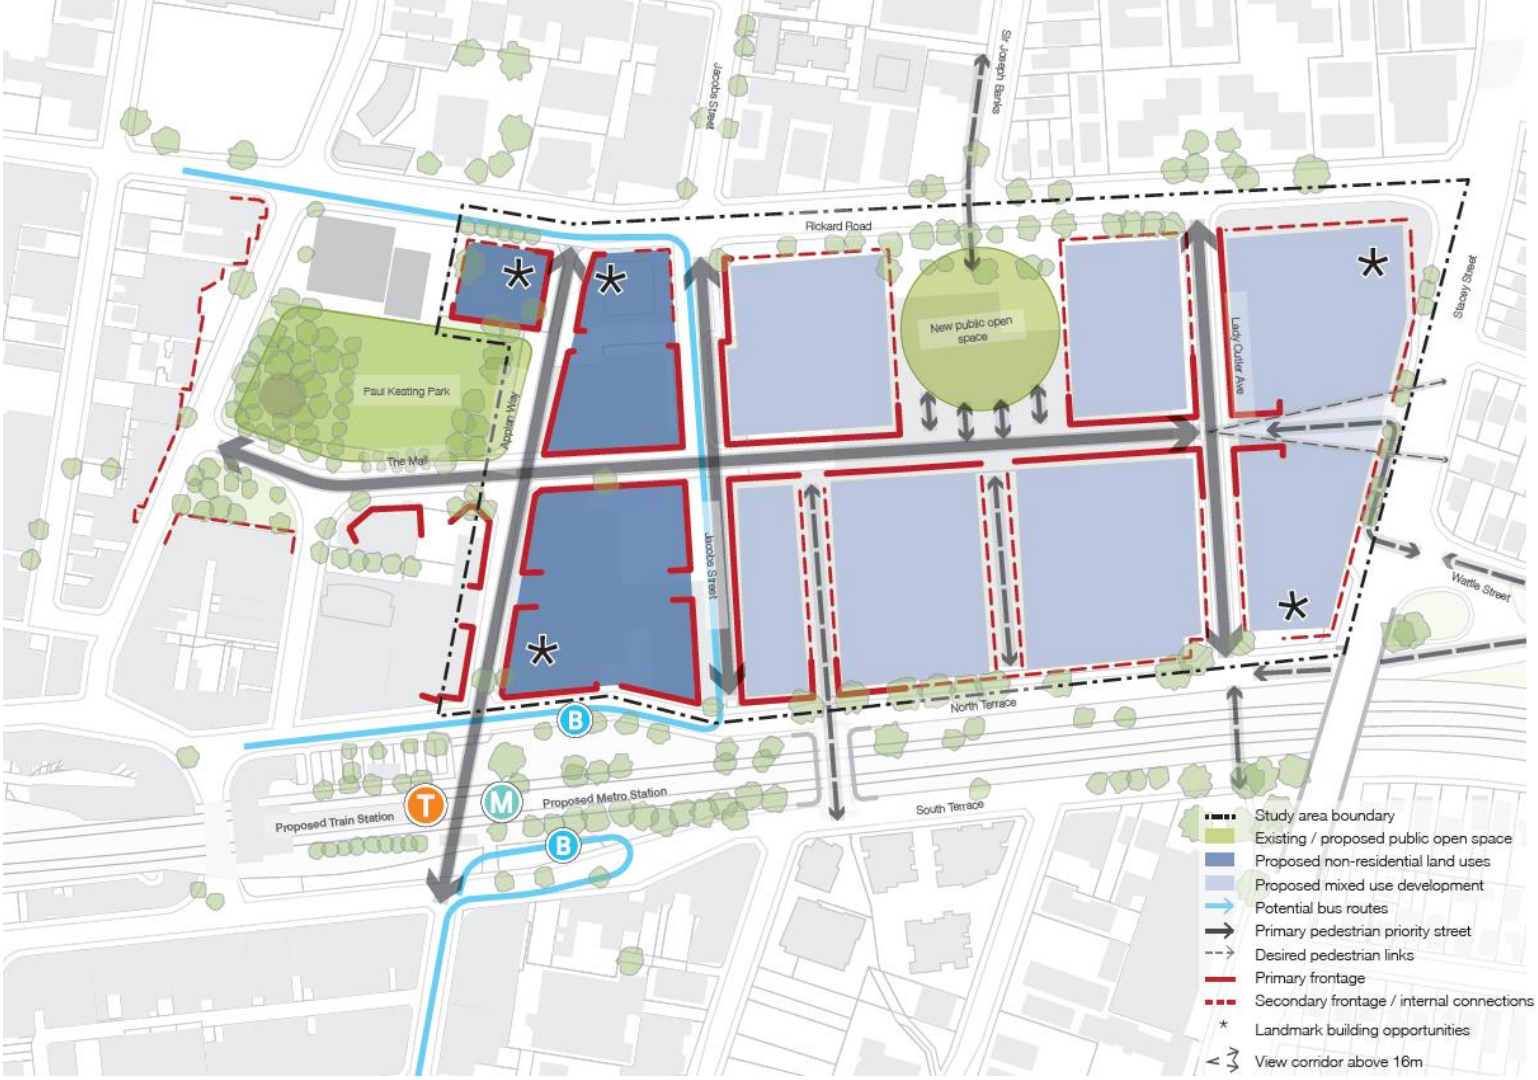 Sir Joseph Banks
Jacobs Street
Rickard Road
Stacey Street
New public open
space
Lady Cutler Ave
Paul Keating Park
Appian Way
The Mall
Jacobs Street
Wattle Street
North Terrace
B
T
M
Proposed Metro Station
Proposed Train Station
South Terrace
B
Study area boundary
Existing / proposed public open space
Proposed non-residential land uses
Proposed mixed use development
Potential bus routes
Primary pedestrian priority street
Desired pedestrian links
Primary frontage
Secondary frontage / internal connections
Landmark building opportunities
View corridor above 16m